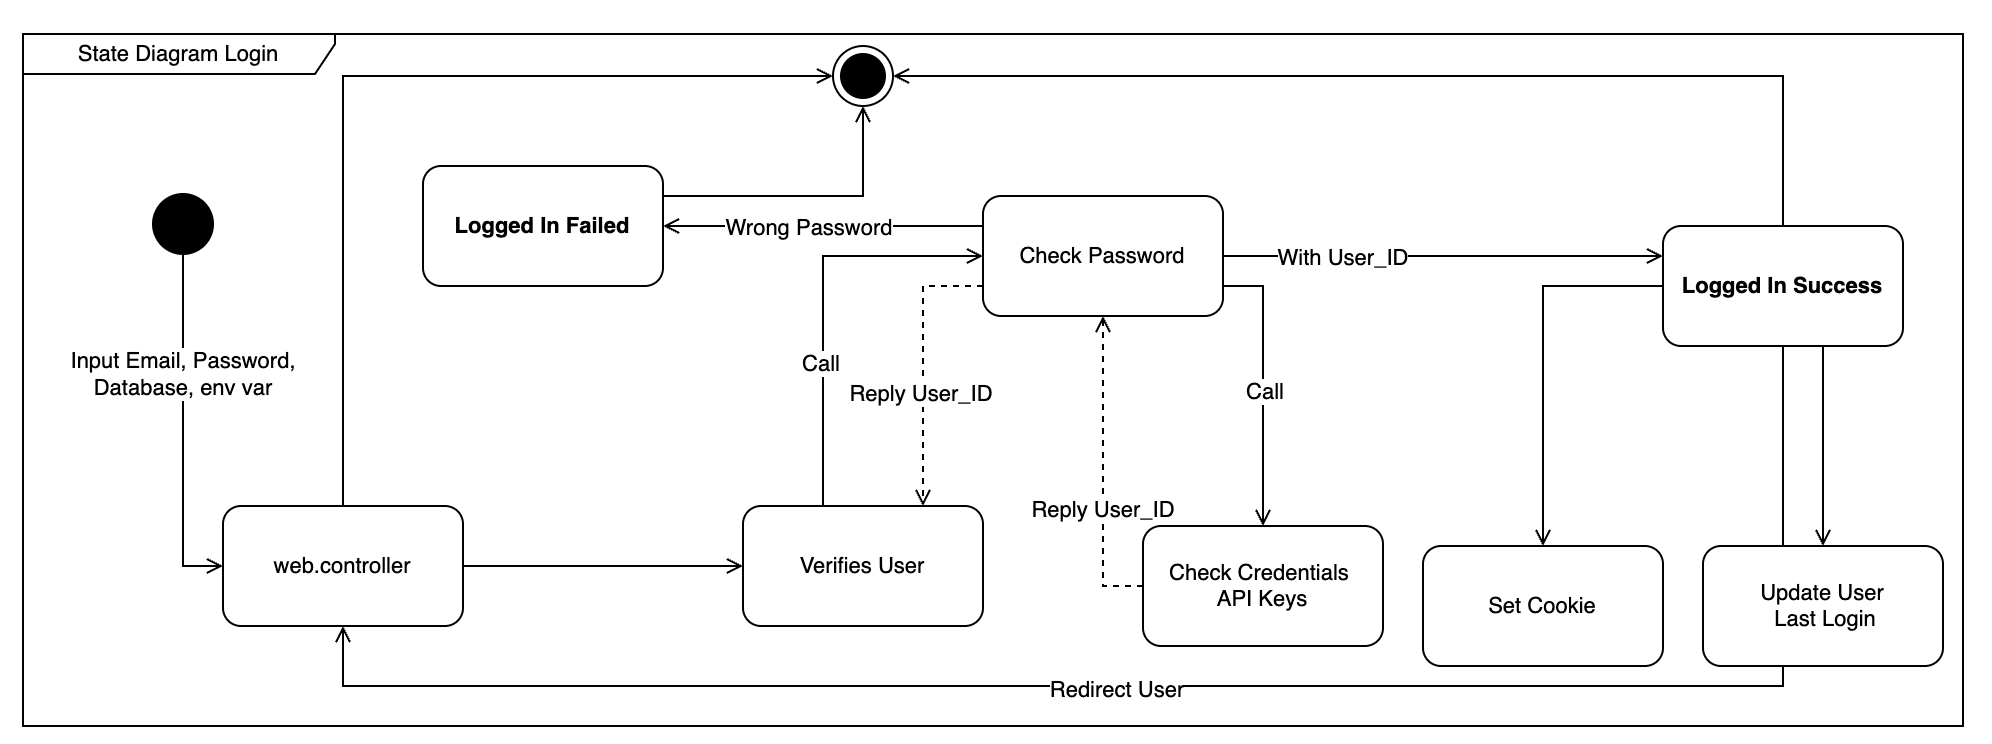 State Diagram Login
Logged In Failed
Wrong Password
Check Password
With User_ID
Logged In Success
Input Email, Password,
Database, env var
Call
Reply User_ID
Call
Reply User_ID
web.controller
Verifies User
Check Credentials
API Keys
Set Cookie
Update User
Last Login
Redirect User